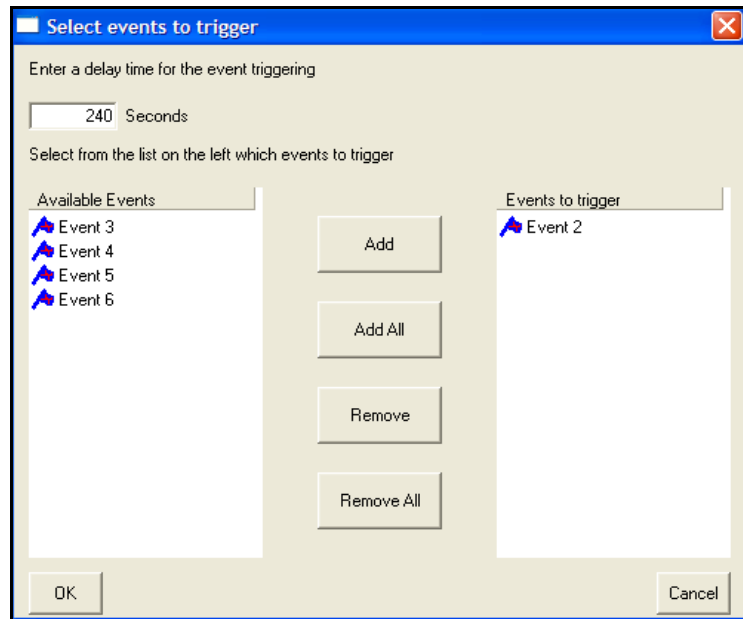 Select events to trigger
Enter a delay time for the event triggering
240 Seconds
Select from the list on the left which events to trigger
Available Events
Event 3
Event 4
Event 5
Event 6
Add
Add All
Remove
Remove All
Events to trigger
Event 2
OK
Cancel